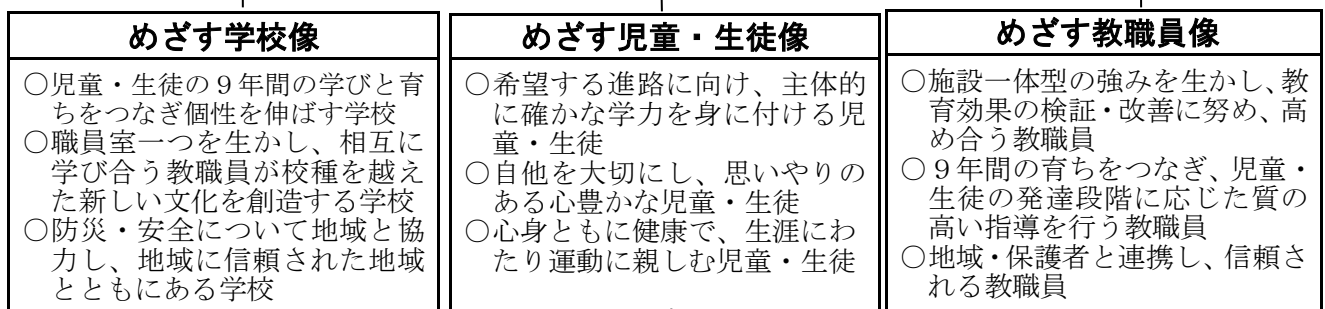 めざす学校像
○児童・生徒の９年間の学びと育
ちをつなぎ個性を伸ばす学校
○職員室一つを生かし、相互に
学び合う教職員が校種を越え
た新しい文化を創造する学校
○防災・安全について地域と協
力し、地域に信頼された地域
とともにある学校
めざす児童・生徒像
○希望する進路に向け、主体的
に確かな学力を身に付ける児
童・生徒
○自他を大切にし、思いやりの
ある心豊かな児童・生徒
○心身ともに健康で、生涯にわ
たり運動に親しむ児童・生徒
めざす教職員像
○施設一体型の強みを生かし、教
育効果の検証・改善に努め、高
め合う教職員
○９年間の育ちをつなぎ、児童・
生徒の発達段階に応じた質の
高い指導を行う教職員
○地域・保護者と連携し、信頼さ
れる教職員